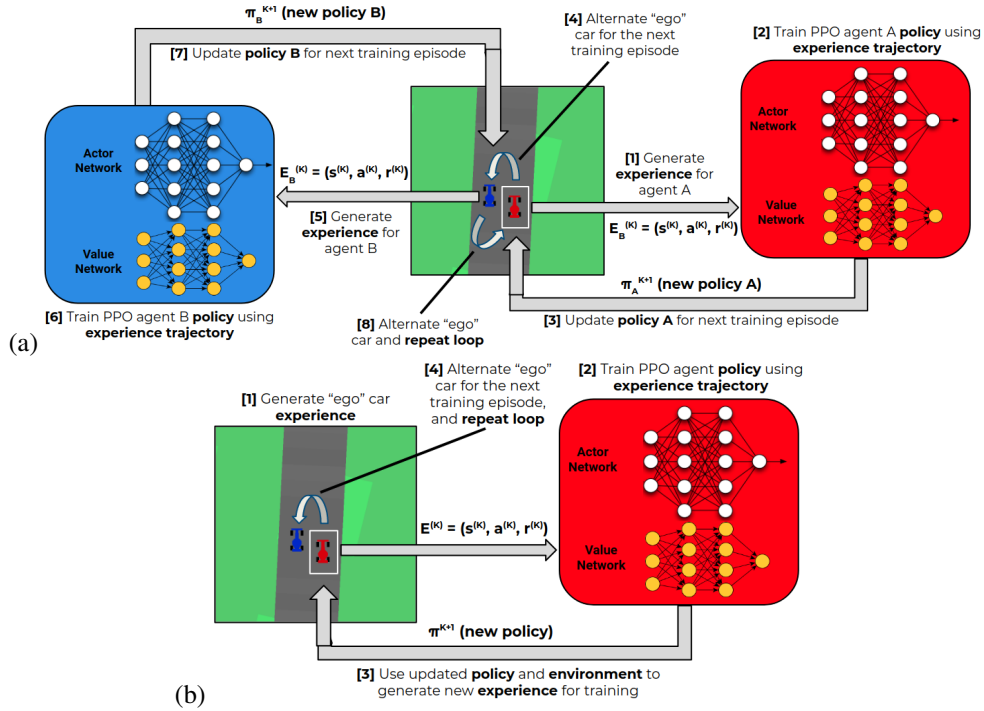 π_B^K+1 (new policy B)
[7] Update policy B for next training episode
[4] Alternate “ego”
car for the next
training episode
[2] Train PPO agent A policy using
experience trajectory
Actor
Network
Value
Network
E_B^(K) = (s^(K), a^(K), r^(K))
[5] Generate
experience for
agent B
[1] Generate
experience for
agent A
E_B^(K) = (s^(K), a^(K), r^(K))
Actor
Network
Value
Network
π_A^K+1 (new policy A)
[3] Update policy A for next training episode
[6] Train PPO agent B policy using
experience trajectory
[8] Alternate “ego”
car and repeat loop
(a)
[1] Generate “ego” car
experience
[4] Alternate “ego”
car for the next
training episode,
and repeat loop
[2] Train PPO agent policy using
experience trajectory
E^(K) = (s^(K), a^(K), r^(K))
Actor
Network
Value
Network
π^K+1 (new policy)
[3] Use updated policy and environment to
generate new experience for training
(b)